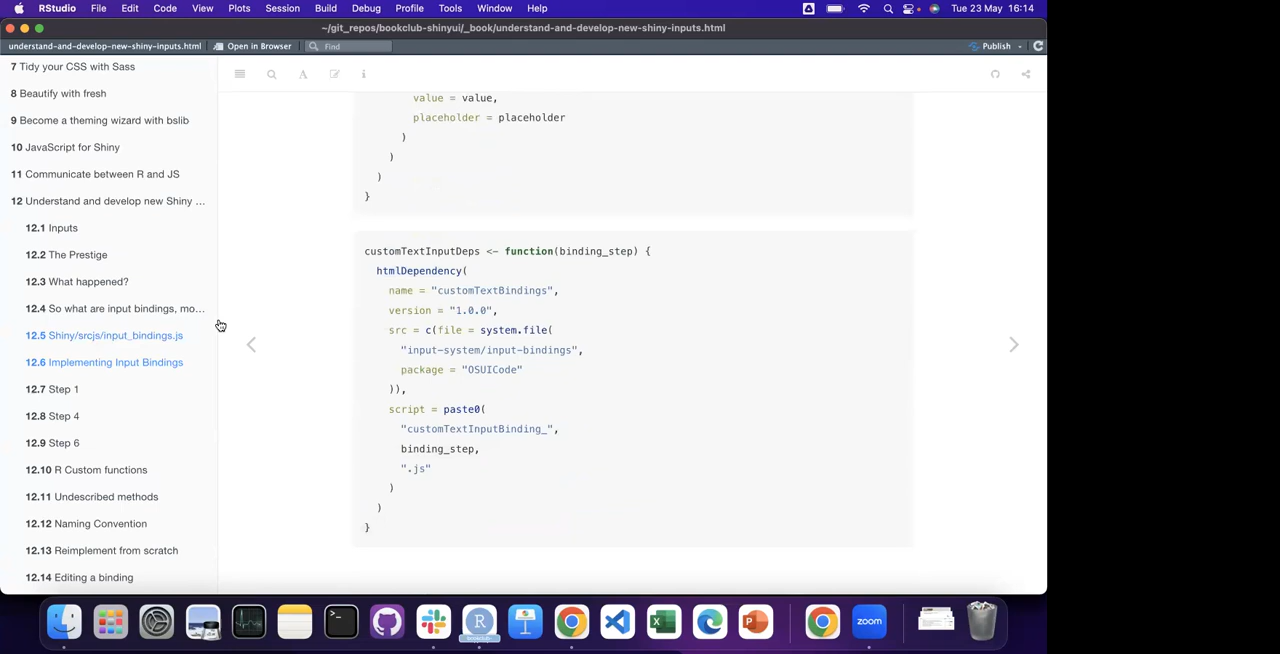 RStudio File Edit Code View Plots Session Build Debug Profile Tools Window Help Tue 23 May 16:14
~/git_repos/bookclub-shinyui/_book/understand-and-develop-new-shiny-inputs.html
understand-and-develop-new-shiny-inputs.html Open in Browser Find Publish
7 Tidy your CSS with Sass
8 Beautify with fresh
9 Become a theming wizard with bslib
10 JavaScript for Shiny
11 Communicate between R and JS
12 Understand and develop new Shiny ...
12.1 Inputs
12.2 The Prestige
12.3 What happened?
12.4 So what are input bindings, mo...
12.5 Shiny/srcjs/input_bindings.js
12.6 Implementing Input Bindings
12.7 Step 1
12.8 Step 4
12.9 Step 6
12.10 R Custom functions
12.11 Undescribed methods
12.12 Naming Convention
12.13 Reimplement from scratch
12.14 Editing a binding
A
i
value = value,
placeholder = placeholder
)
)
)
}
customTextInputDeps <- function(binding_step) {
htmlDependency(
name = "customTextBindings",
version = "1.0.0",
src = c(file = system.file(
"input-system/input-bindings",
package = "OSUICode"
)),
script = paste0(
"customTextInputBinding_",
binding_step,
".js"
)
)
}
zoom